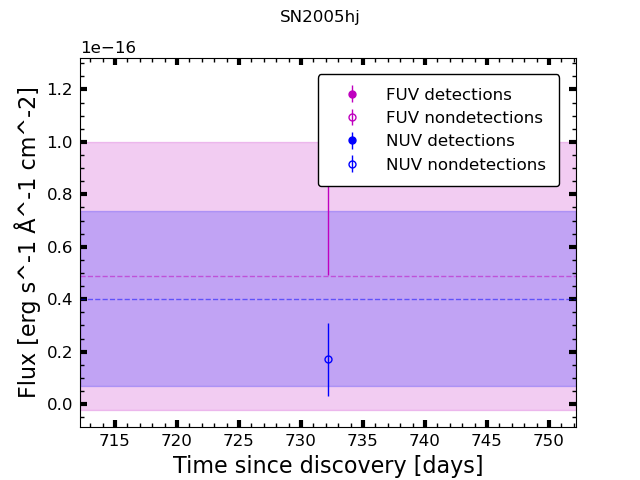 SN2005hj
1e−16
FUV detections
FUV nondetections
NUV detections
NUV nondetections
1.2
1.0
0.8
0.6
0.4
0.2
0.0
Flux [erg s^-1 Å^-1 cm^-2]
715 720 725 730 735 740 745 750
Time since discovery [days]